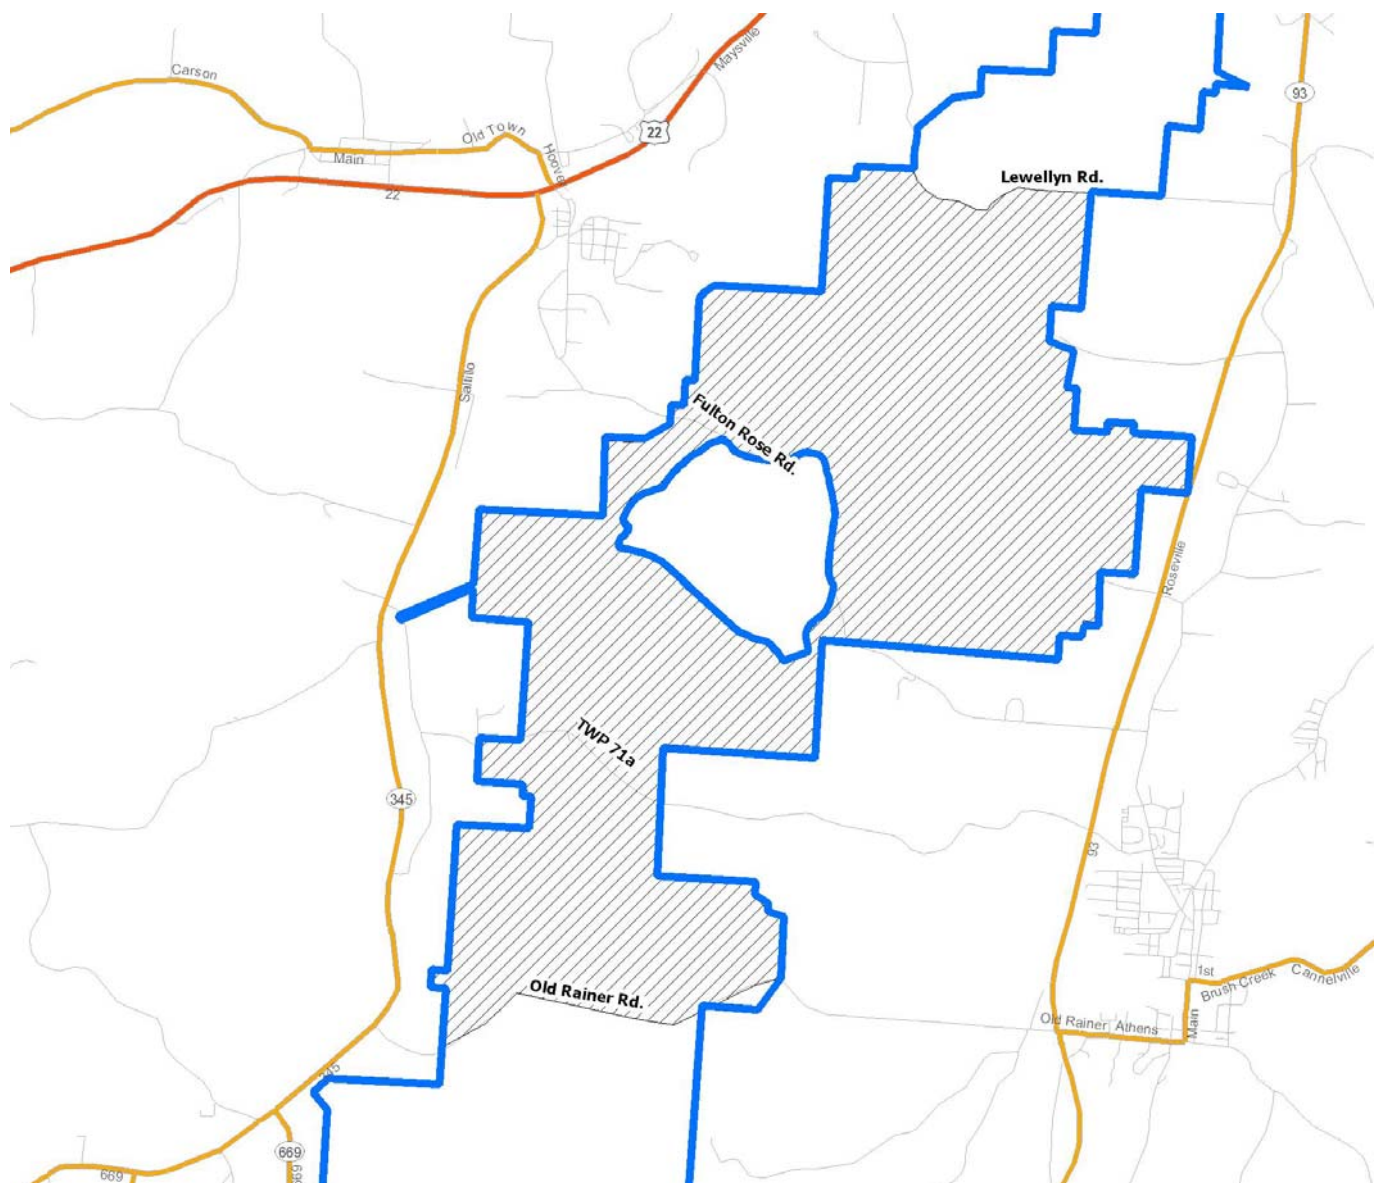 Maysville
Carson
93
Old Town
22
Main
Hoover
Lewellyn Rd.
22
Saltillo
Fulton Rose Rd.
Roseville
TWP 71a
345
93
1st
Brush Creek
Cannelville
Old Rainer Rd.
Main
Old Rainer
Athens
345
669
669
669